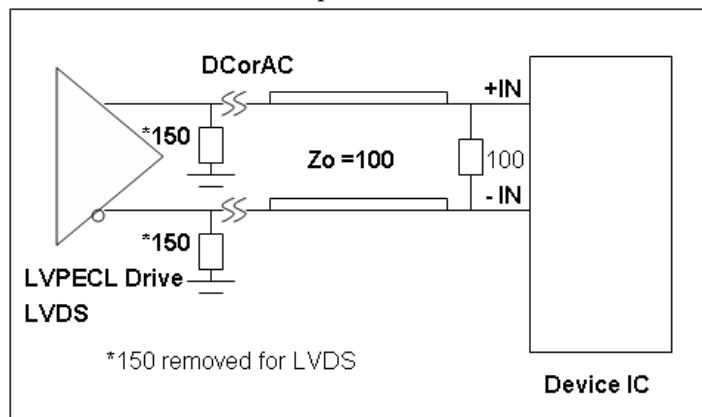 DCorAC
+IN
*150
Zo =100
100
-IN
*150
LVPECL Drive
LVDS
*150 removed for LVDS
Device IC